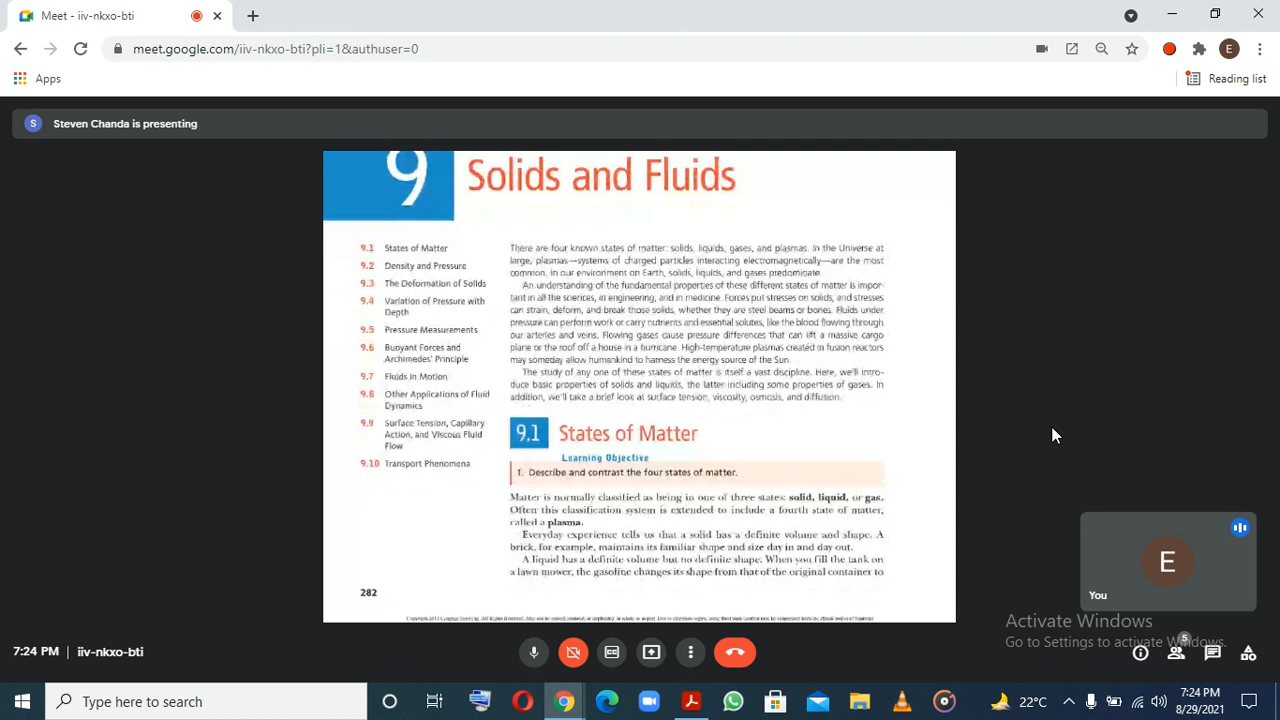 Meet - iiv-nkxo-bti
meet.google.com/iiv-nkxo-bti?pli=1&authuser=0
E
Apps
Reading list
S Steven Chanda is presenting
9 Solids and Fluids
9.1 States of Matter
9.2 Density and Pressure
9.3 The Deformation of Solids
9.4 Variation of Pressure with
Depth
9.5 Pressure Measurements
9.6 Buoyant Forces and
Archimedes' Principle
9.7 Fluids in Motion
9.8 Other Applications of Fluid
Dynamics
9.9 Surface Tension, Capillary
Action, and Viscous Fluid
Flow
9.10 Transport Phenomena
There are four known states of matter: solids, liquids, gases, and plasmas. In the Universe at
large, plasmas—systems of charged particles interacting electromagnetically—are the most
common. In our environment on Earth, solids, liquids, and gases predominate.
An understanding of the fundamental properties of these different states of matter is impor-
tant in all the sciences, in engineering, and in medicine. Forces put stresses on solids, and stresses
can strain, deform, and break those solids, whether they are steel beams or bones. Fluids under
pressure can perform work or carry nutrients and essential solutes, like the blood flowing through
our arteries and veins. Flowing gases cause pressure differences that can lift a massive cargo
plane or the roof off a house in a hurricane. High-temperature plasmas created in fusion reactors
may someday allow humankind to harness the energy source of the Sun.
The study of any one of these states of matter is itself a vast discipline. Here, we'll intro-
duce basic properties of solids and liquids, the latter including some properties of gases. In
addition, we'll take a brief look at surface tension, viscosity, osmosis, and diffusion.
9.1 States of Matter
Learning Objective
1. Describe and contrast the four states of matter.
Matter is normally classified as being in one of three states: solid, liquid, or gas.
Often this classification system is extended to include a fourth state of matter,
called a plasma.
Everyday experience tells us that a solid has a definite volume and shape. A
brick, for example, maintains its familiar shape and size day in and day out.
A liquid has a definite volume but no definite shape. When you fill the tank on
a lawn mower, the gasoline changes its shape from that of the original container to
282
E
You
Activate Windows
Go to Settings to activate Windows.
7:24 PM | iiv-nkxo-bti
5
Type here to search
22°C
7:24 PM
8/29/2021